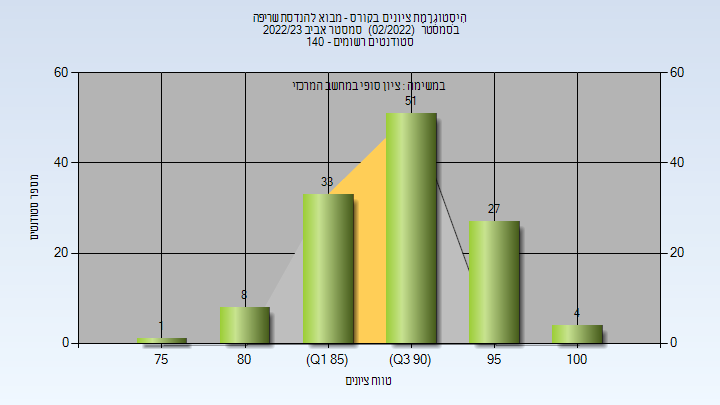 היסטוגרמת ציונים בקורס - מבוא להנדסת שריפה
בסמסטר (02/2022) סמסטר אביב 2022/23
סטודנטים רשומים - 140
במשימה : ציון סופי במחשב המרכזי
60
40
20
0
60
40
20
0
מספר סטודנטים
1
8
33
51
27
4
75
80
(Q1 85)
(Q3 90)
95
100
טווח ציונים